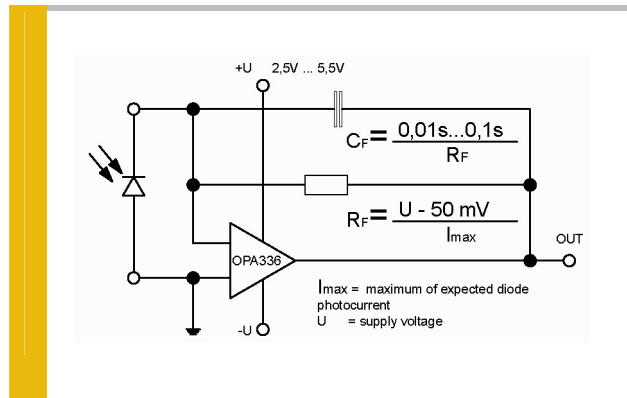 +U 2,5V ... 5,5V
CF= 0,01s...0,1s
RF
RF= U - 50 mV
Imax
OUT
OPA336
Imax = maximum of expected diode
photocurrent
U = supply voltage
-U